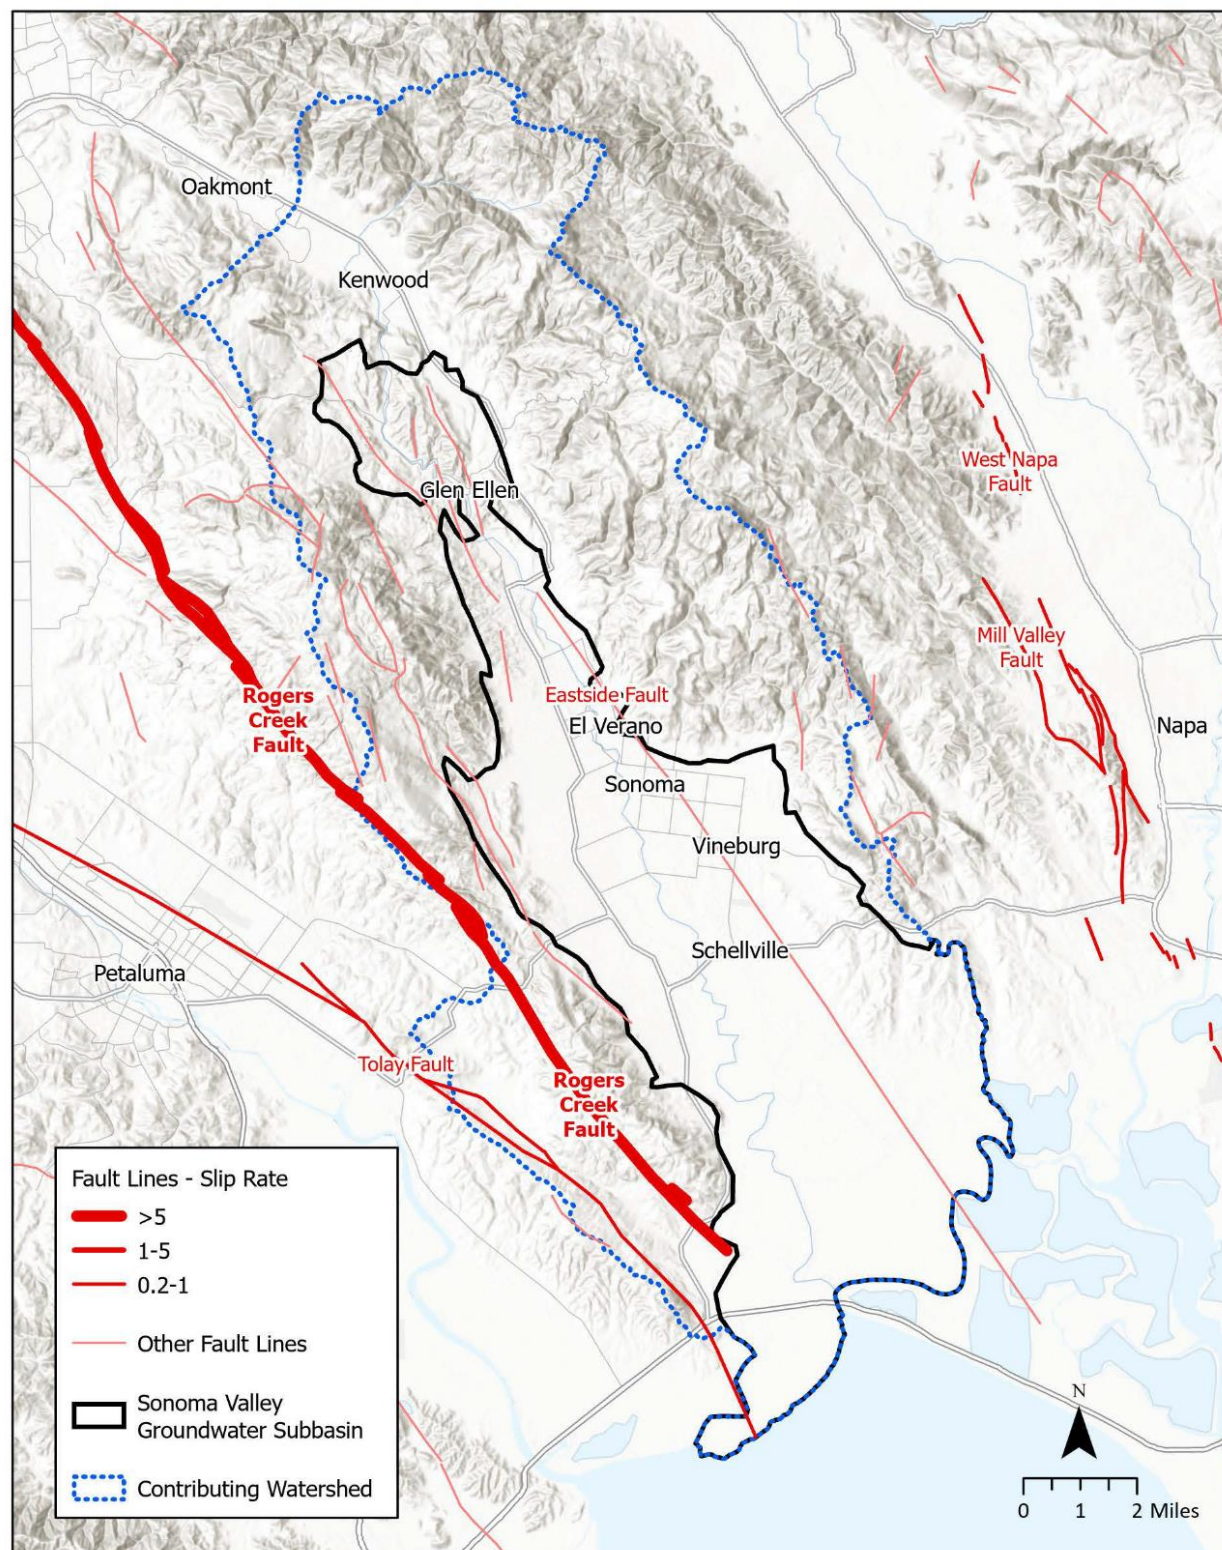 Oakmont
Kenwood
West Napa
Fault
Glen Ellen
Mill Valley
Fault
Rogers
Creek
Fault
Eastside Fault
El Verano
Napa
Sonoma
Vineburg
Schellville
Petaluma
Tolay Fault
Rogers
Creek
Fault
Fault Lines - Slip Rate
>5
1-5
0.2-1
Other Fault Lines
Sonoma Valley
Groundwater Subbasin
Contributing Watershed
N
0 1 2 Miles